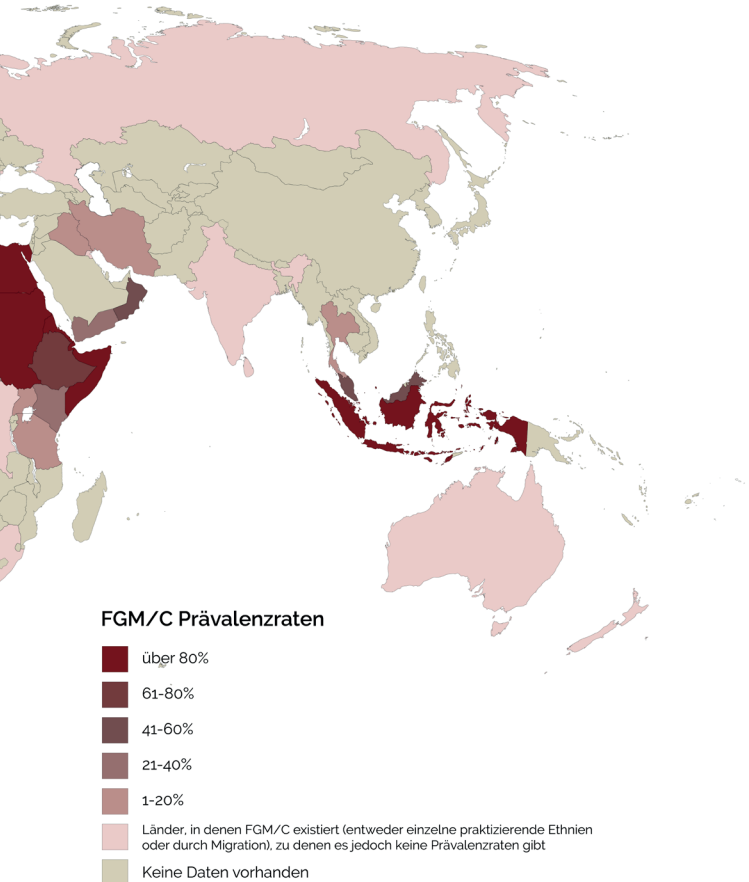 FGM/C Prävalenzraten
über 80%
61-80%
41-60%
21-40%
1-20%
Länder, in denen FGM/C existiert (entweder einzelne praktizierende Ethnien
oder durch Migration), zu denen es jedoch keine Prävalenzraten gibt
Keine Daten vorhanden